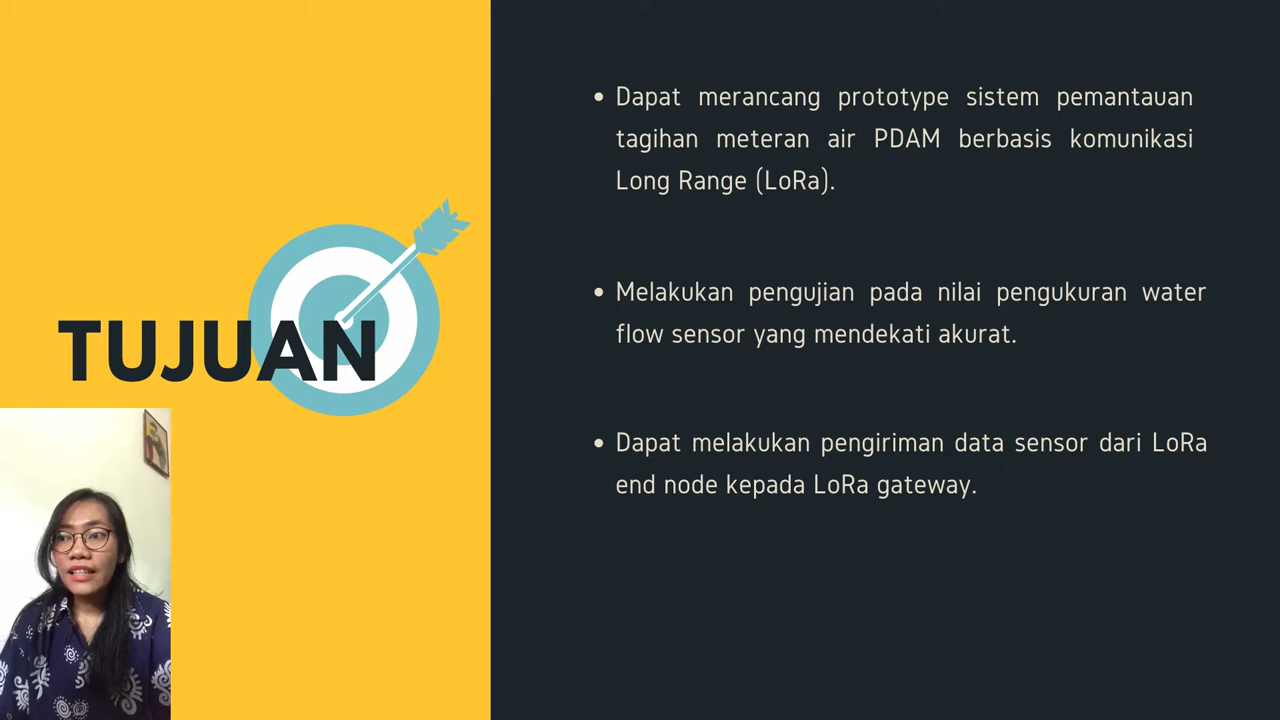 TUJUAN
• Dapat merancang prototype sistem pemantauan
tagihan meteran air PDAM berbasis komunikasi
Long Range (LoRa).
• Melakukan pengujian pada nilai pengukuran water
flow sensor yang mendekati akurat.
• Dapat melakukan pengiriman data sensor dari LoRa
end node kepada LoRa gateway.